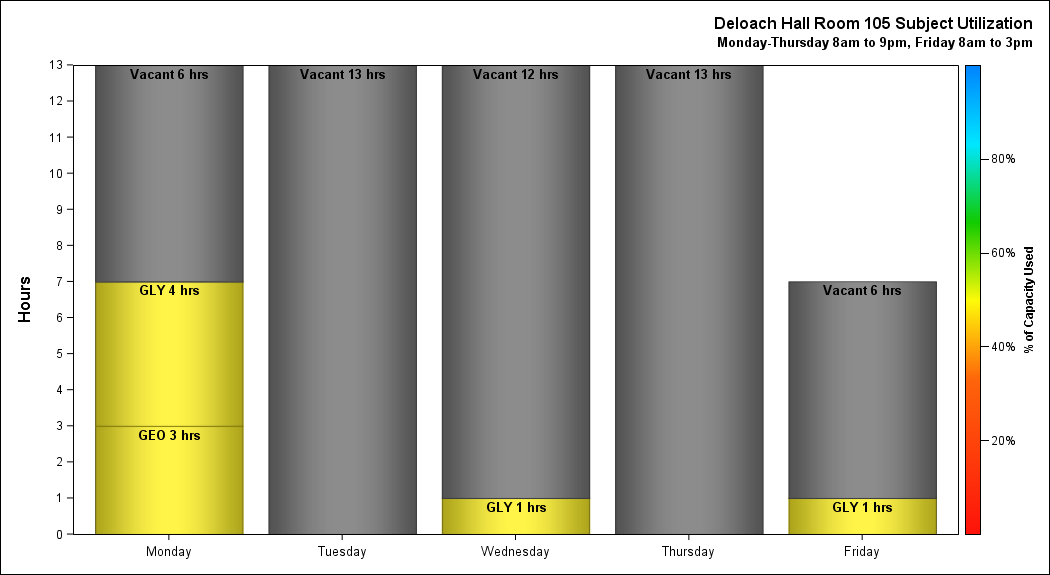 Deloach Hall Room 105 Subject Utilization
Monday-Thursday 8am to 9pm, Friday 8am to 3pm
13
12
11
10
9
8
7
6
5
4
3
2
1
0
Hours
Vacant 6 hrs
GLY 4 hrs
GEO 3 hrs
Vacant 13 hrs
Vacant 12 hrs
GLY 1 hrs
Vacant 13 hrs
Vacant 6 hrs
GLY 1 hrs
Monday
Tuesday
Wednesday
Thursday
Friday
80%
60%
40%
20%
% of Capacity Used